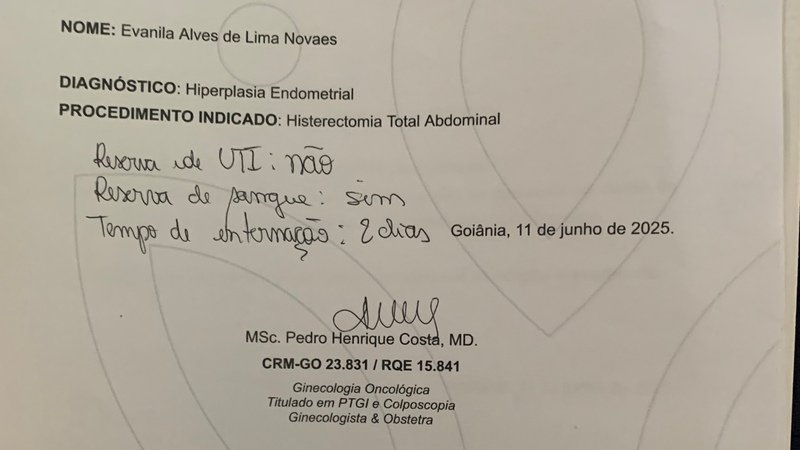 NOME: Evanila Alves de Lima Novaes
DIAGNÓSTICO: Hiperplasia Endometrial
PROCEDIMENTO INDICADO: Histerectomia Total Abdominal
Reserva de UTI: não
Reserva de sangue: sim
Tempo de internação: 2 dias
Goiânia, 11 de junho de 2025.
MSc. Pedro Henrique Costa, MD.
CRM-GO 23.831 / RQE 15.841
Ginecologia Oncológica
Titulado em PTGI e Colposcopia
Ginecologista & Obstetra